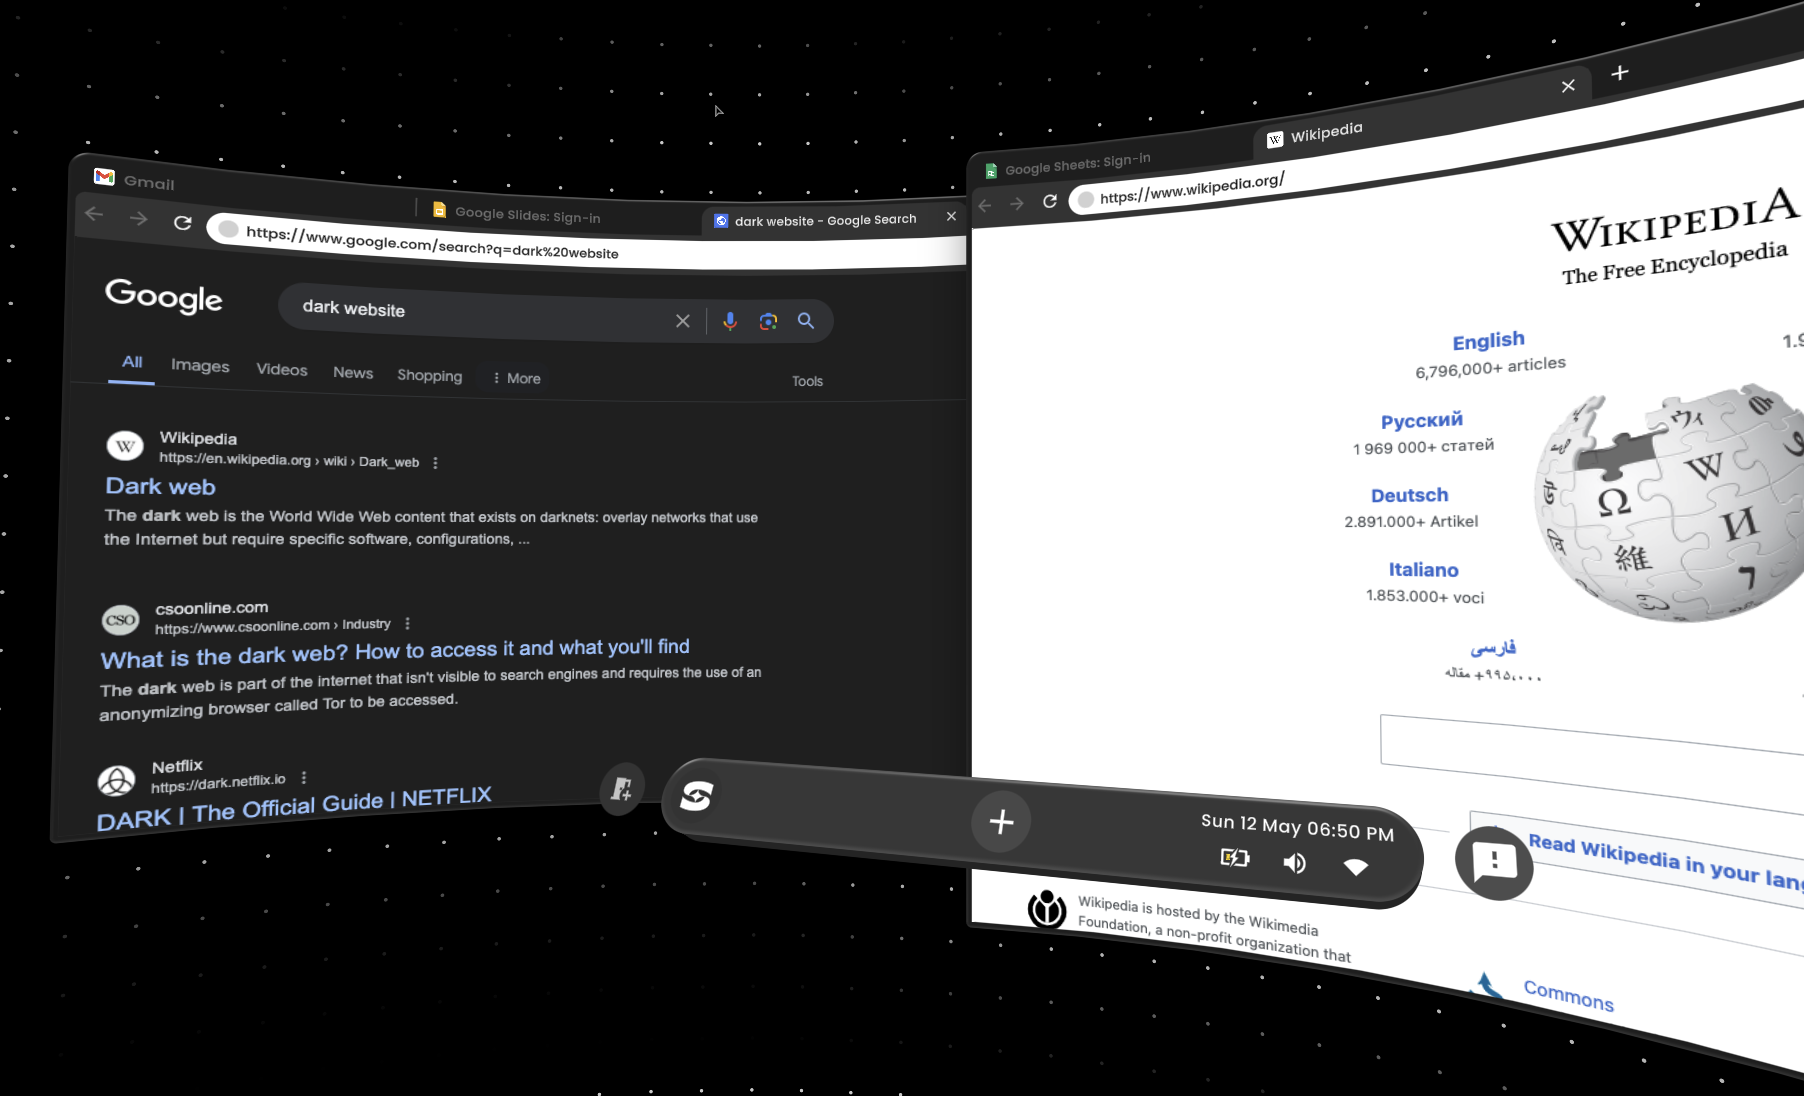 Gmail
Google Slides: Sign-in
dark website - Google Search
https://www.google.com/search?q=dark%20website
Google
dark website
All
Images
Videos
News
Shopping
More
Tools
Wikipedia
https://en.wikipedia.org › wiki › Dark_web
Dark web
The dark web is the World Wide Web content that exists on darknets: overlay networks that use
the Internet but require specific software, configurations, ...
CSO
csoonline.com
https://www.csoonline.com › Industry
What is the dark web? How to access it and what you'll find
The dark web is part of the internet that isn't visible to search engines and requires the use of an
anonymizing browser called Tor to be accessed.
Netflix
https://dark.netflix.io
DARK | The Official Guide | NETFLIX
Google Sheets: Sign-in
Wikipedia
https://www.wikipedia.org/
WIKIPEDIA
The Free Encyclopedia
English
6,796,000+ articles
1.9
Русский
1 969 000+ статей
Deutsch
2.891.000+ Artikel
Italiano
1.853.000+ voci
فارسی
۹۹۵٬۰۰۰+ مقاله
W
Ω
И
維
ウィ
Read Wikipedia in your lang
Sun 12 May 06:50 PM
Wikipedia is hosted by the Wikimedia
Foundation, a non-profit organization that
Commons